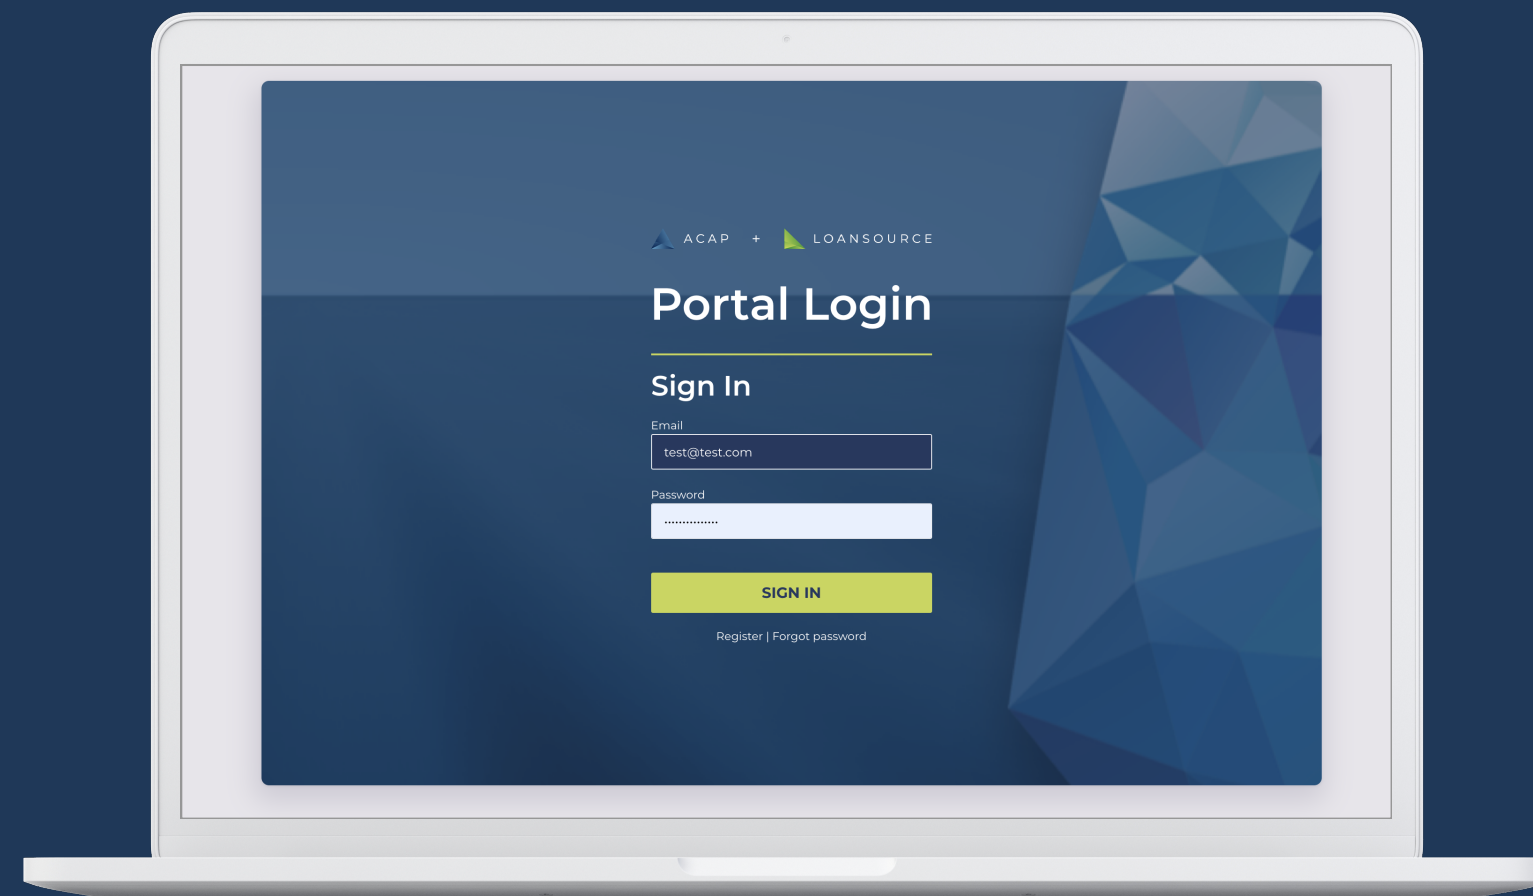 ACAP + LOANSOURCE
Portal Login
Sign In
Email
test@test.com
Password
•••••••••••••••
SIGN IN
Register | Forgot password